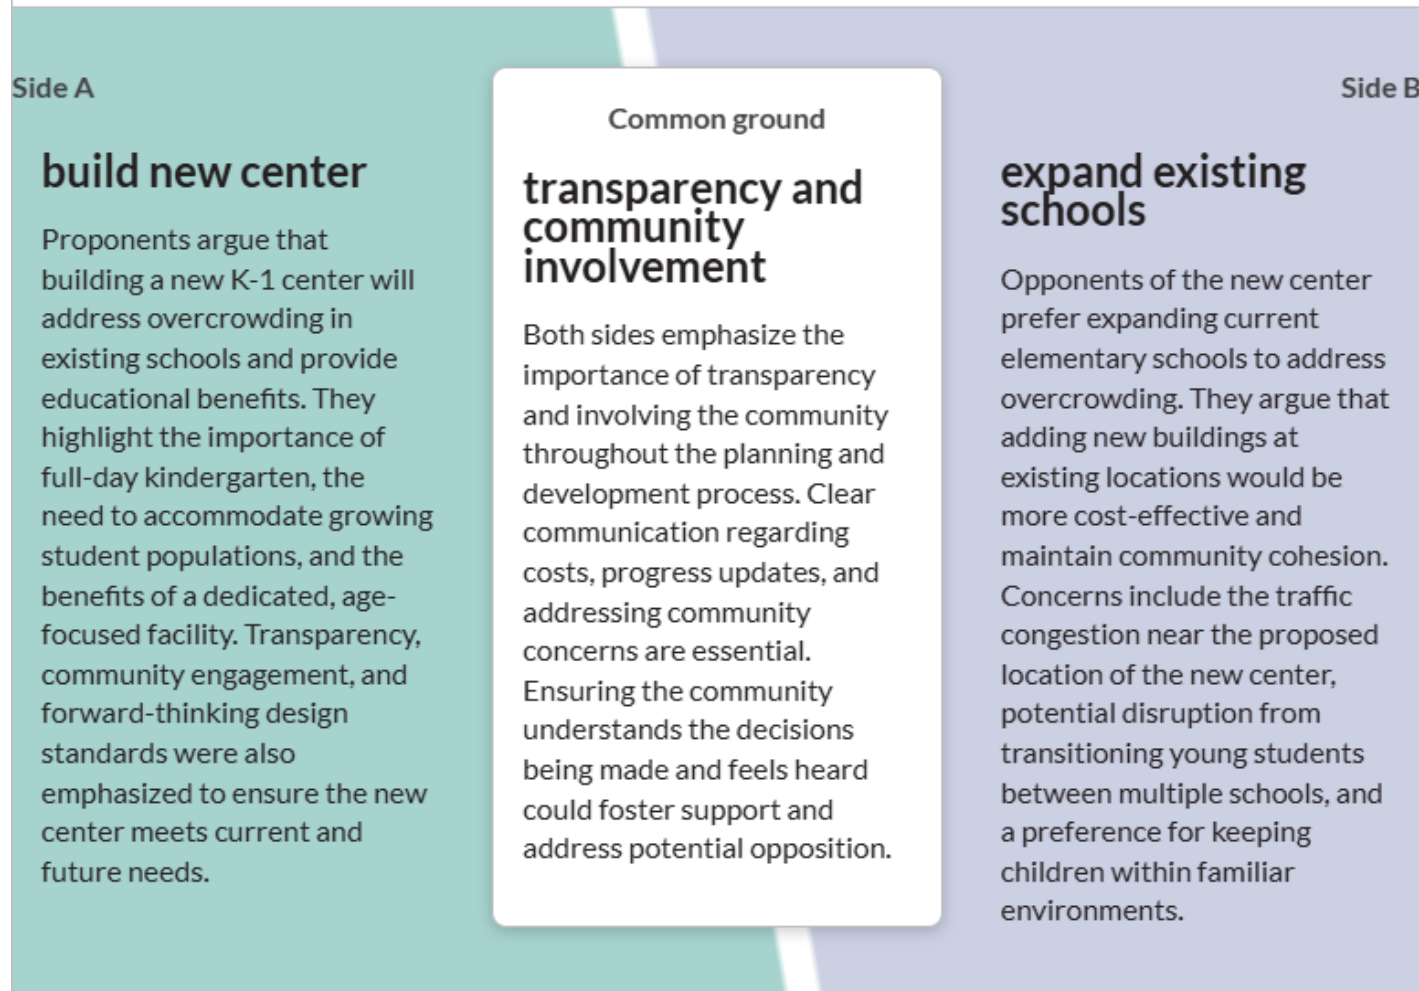 Side A
build new center
Proponents argue that
building a new K-1 center will
address overcrowding in
existing schools and provide
educational benefits. They
highlight the importance of
full-day kindergarten, the
need to accommodate growing
student populations, and the
benefits of a dedicated, age-
focused facility. Transparency,
community engagement, and
forward-thinking design
standards were also
emphasized to ensure the new
center meets current and
future needs.
Common ground
transparency and
community
involvement
Both sides emphasize the
importance of transparency
and involving the community
throughout the planning and
development process. Clear
communication regarding
costs, progress updates, and
addressing community
concerns are essential.
Ensuring the community
understands the decisions
being made and feels heard
could foster support and
address potential opposition.
Side B
expand existing
schools
Opponents of the new center
prefer expanding current
elementary schools to address
overcrowding. They argue that
adding new buildings at
existing locations would be
more cost-effective and
maintain community cohesion.
Concerns include the traffic
congestion near the proposed
location of the new center,
potential disruption from
transitioning young students
between multiple schools, and
a preference for keeping
children within familiar
environments.